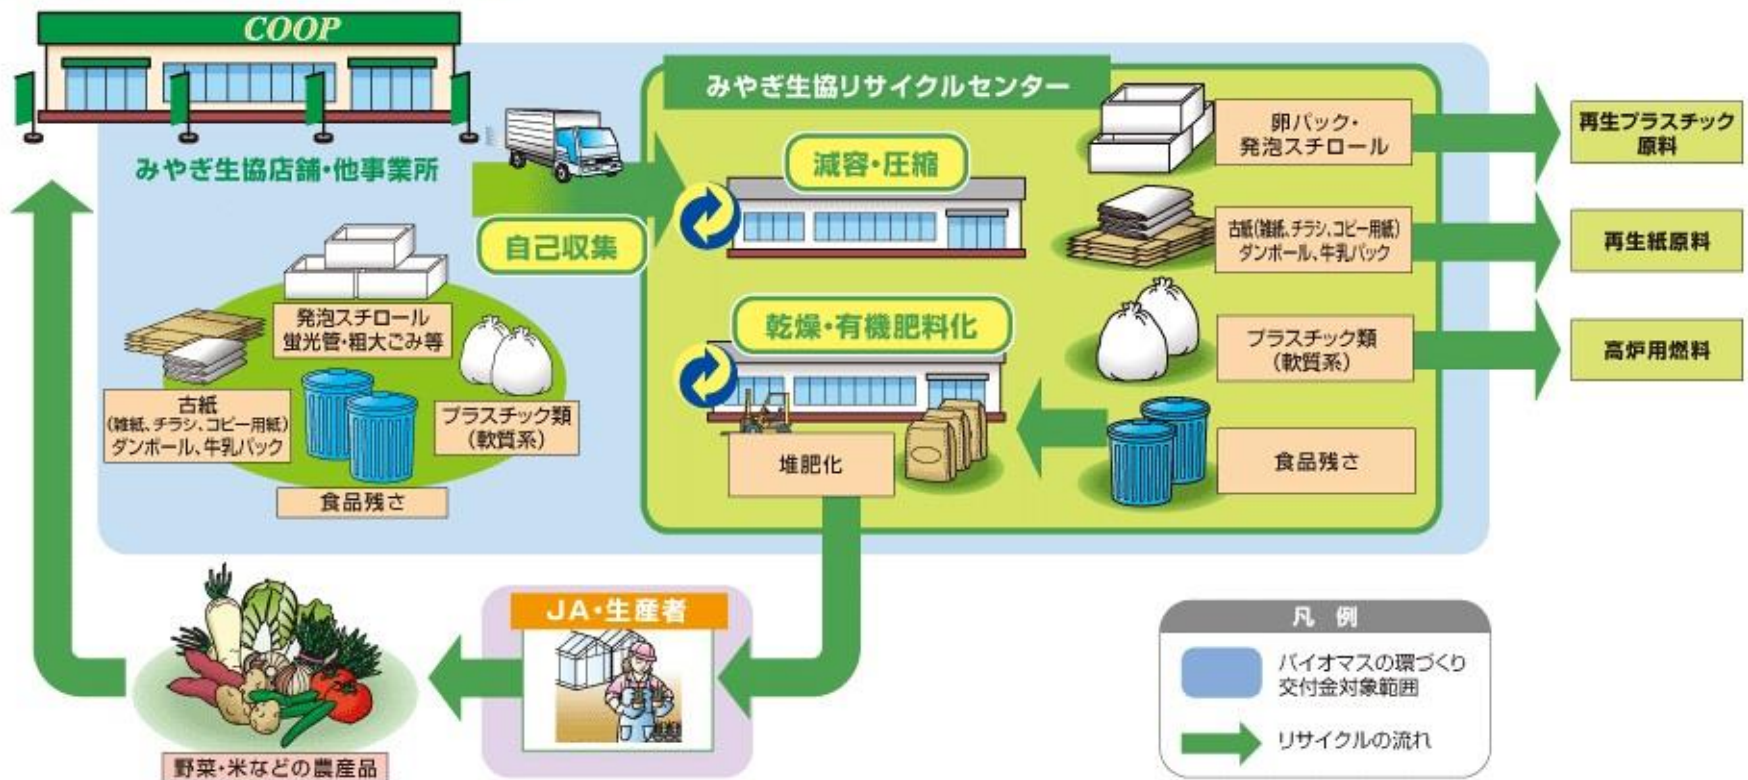 COOP
みやぎ生協店舗・他事業所
発泡スチロール
蛍光管・粗大ごみ等
古紙
(雑紙、チラシ、コピー用紙)
ダンボール、牛乳パック
プラスチック類
(軟質系)
食品残さ
自己収集
みやぎ生協リサイクルセンター
減容・圧縮
乾燥・有機肥料化
堆肥化
卵パック・
発泡スチロール
古紙(雑紙、チラシ、コピー用紙)
ダンボール、牛乳パック
プラスチック類
(軟質系)
食品残さ
再生プラスチック
原料
再生紙原料
高炉用燃料
JA・生産者
野菜・米などの農産品
凡 例
バイオマスの環づくり
交付金対象範囲
リサイクルの流れ